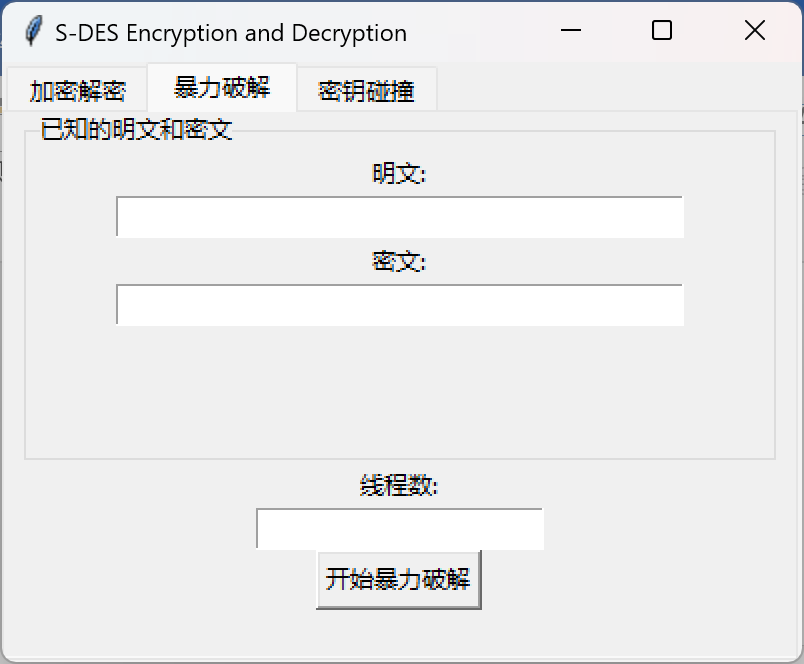 S-DES Encryption and Decryption
加密解密 暴力破解 密钥碰撞
已知的明文和密文
明文:
密文:
线程数:
开始暴力破解